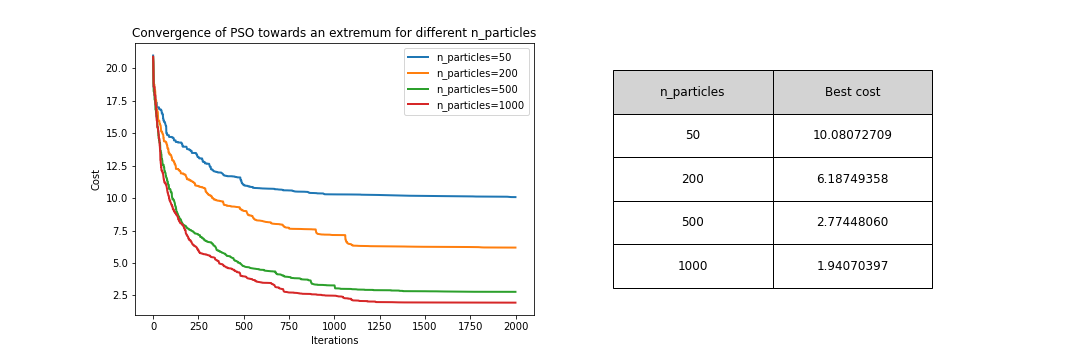 Convergence of PSO towards an extremum for different n_particles
n_particles=50
n_particles=200
n_particles=500
n_particles=1000
20.0
17.5
15.0
12.5
10.0
7.5
5.0
2.5
Cost
0 250 500 750 1000 1250 1500 1750 2000
Iterations
n_particles Best cost
50 10.08072709
200 6.18749358
500 2.77448060
1000 1.94070397